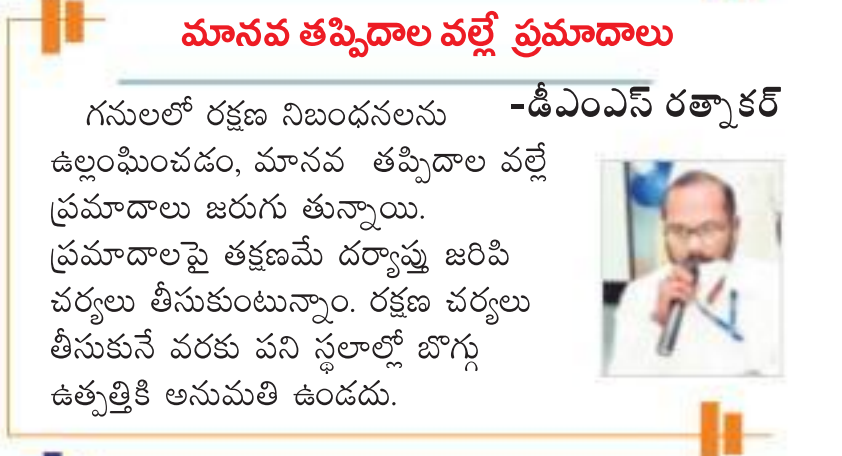 మానవ తప్పిదాల వల్లే ప్రమాదాలు
-డీఎంఎస్ రత్నాకర్
గనులలో రక్షణ నిబంధనలను
ఉల్లంఘించడం, మానవ తప్పిదాల వల్లే
ప్రమాదాలు జరుగు తున్నాయి.
ప్రమాదాలపై తక్షణమే దర్యాప్తు జరిపి
చర్యలు తీసుకుంటున్నాం. రక్షణ చర్యలు
తీసుకునే వరకు పని స్థలాల్లో బొగ్గు
ఉత్పత్తికి అనుమతి ఉండదు.